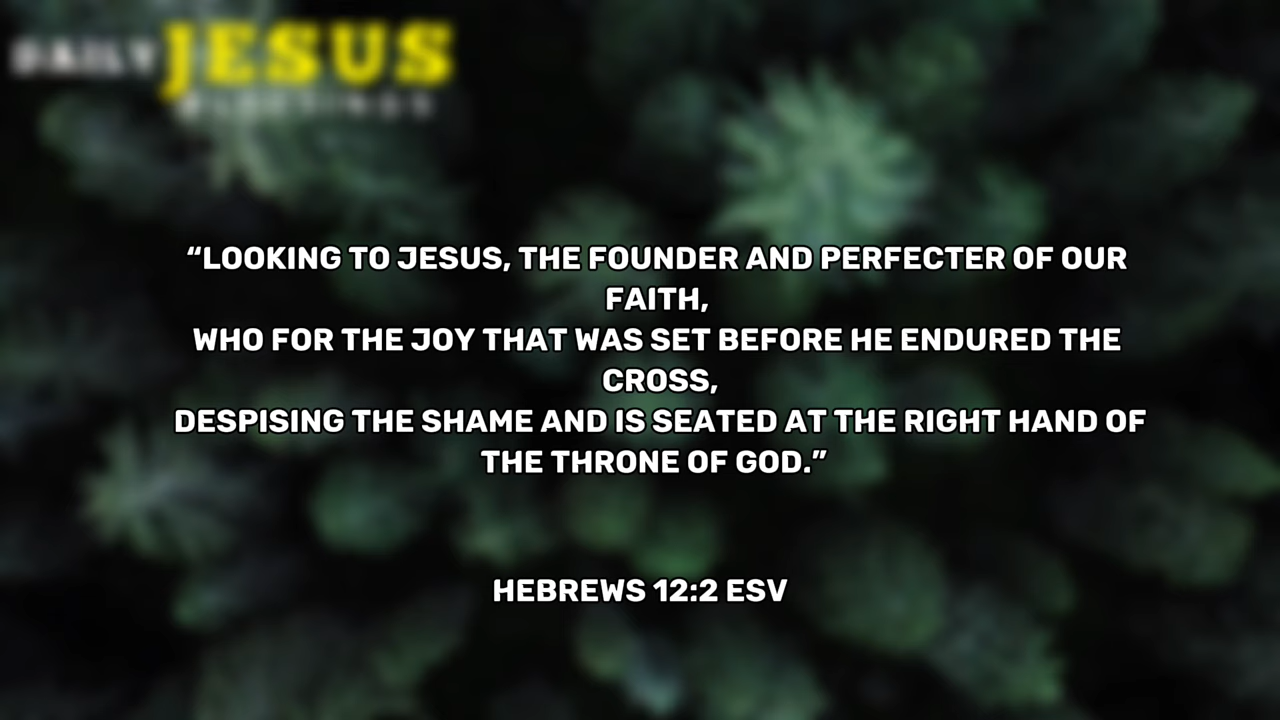 DAILY JESUS
“LOOKING TO JESUS, THE FOUNDER AND PERFECTER OF OUR
FAITH,
WHO FOR THE JOY THAT WAS SET BEFORE HE ENDURED THE
CROSS,
DESPISING THE SHAME AND IS SEATED AT THE RIGHT HAND OF
THE THRONE OF GOD.”
HEBREWS 12:2 ESV